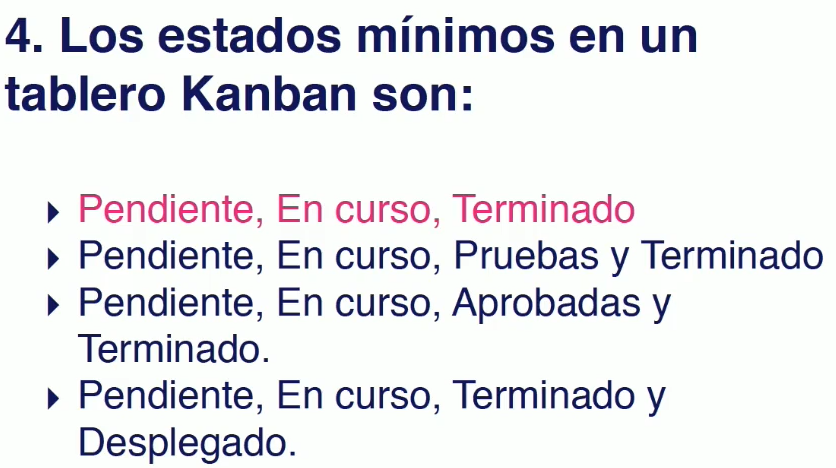 4. Los estados mínimos en un
tablero Kanban son:
▸ Pendiente, En curso, Terminado
▸ Pendiente, En curso, Pruebas y Terminado
▸ Pendiente, En curso, Aprobadas y
Terminado.
▸ Pendiente, En curso, Terminado y
Desplegado.